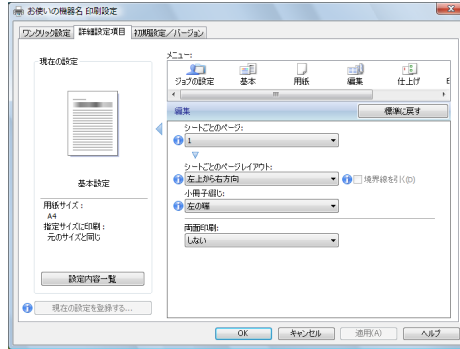 お使いの機器名 印刷設定
ワンクリック設定 詳細設定項目 初期設定／バージョン
現在の設定
基本設定
用紙サイズ :
A4
指定サイズに印刷 :
元のサイズと同じ
設定内容一覧
現在の設定を登録する...
メニュー:
ジョブの設定 基本 用紙 編集 仕上げ
編集 標準に戻す
シートごとのページ:
1
シートごとのページレイアウト:
左上から右方向 境界線を引く(D)
小冊子綴じ:
左の端
両面印刷:
しない
OK キャンセル 適用(A) ヘルプ